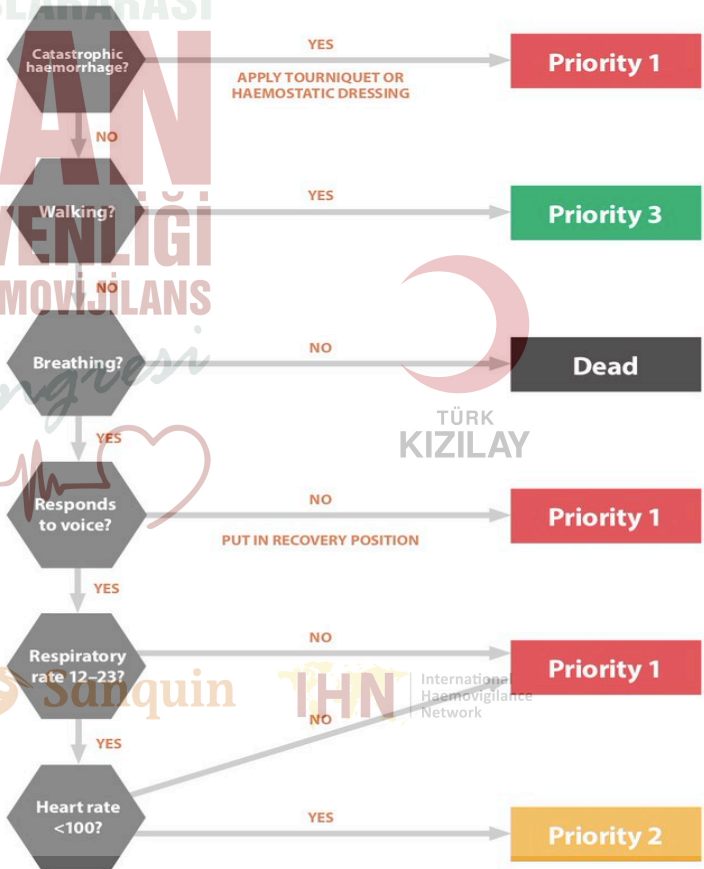 Catastrophic
haemorrhage?
YES
APPLY TOURNIQUET OR
HAEMOSTATIC DRESSING
Priority 1
NO
Walking?
YES
Priority 3
NO
Breathing?
NO
Dead
YES
Responds
to voice?
NO
PUT IN RECOVERY POSITION
Priority 1
YES
Respiratory
rate 12–23?
NO
Priority 1
NO
YES
Heart rate
<100?
YES
Priority 2
AN
MOVİJİLANS
TÜRK
KIZILAY
Sanquin
IHN
International
Haemovigilance
Network